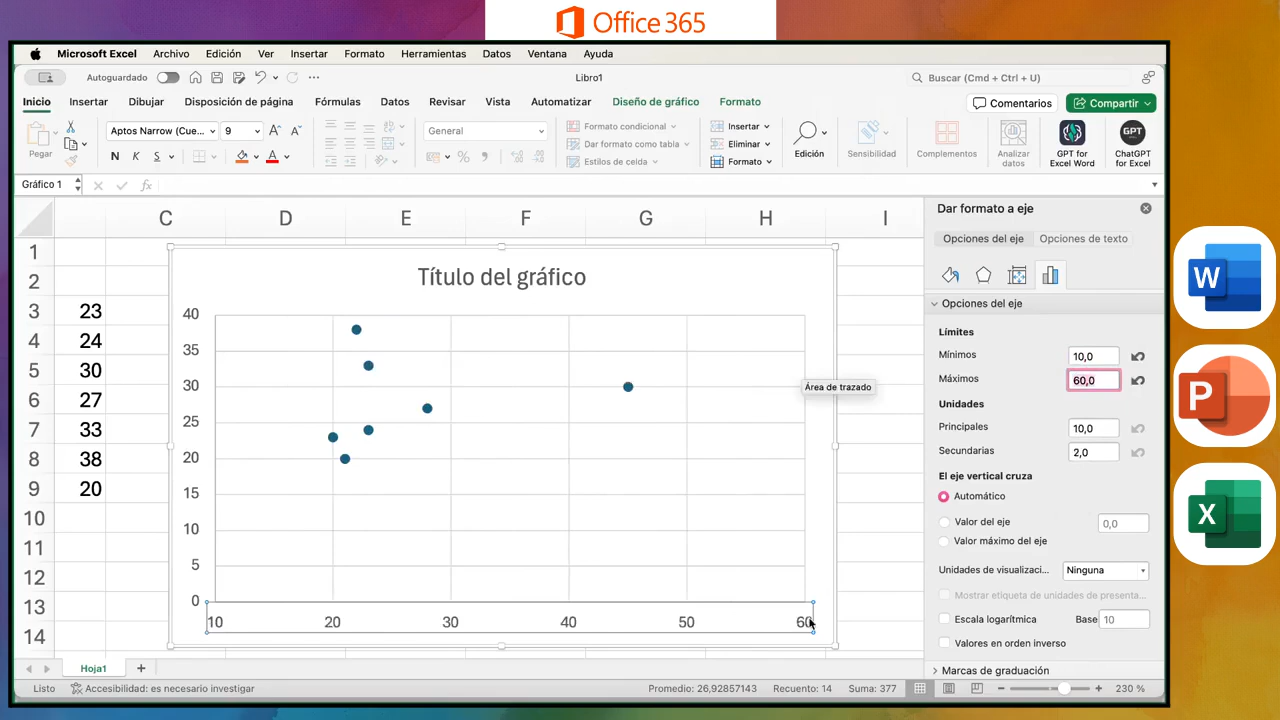 Office 365
Microsoft Excel Archivo Edición Ver Insertar Formato Herramientas Datos Ventana Ayuda
Autoguardado Libro1 Buscar (Cmd + Ctrl + U)
Inicio Insertar Dibujar Disposición de página Fórmulas Datos Revisar Vista Automatizar Diseño de gráfico Formato Comentarios Compartir
Pegar Aptos Narrow (Cue... 9 General
N K S
Formato condicional
Dar formato como tabla
Estilos de celda
Insertar
Eliminar
Formato
Edición Sensibilidad Complementos Analizar datos GPT for Excel Word ChatGPT for Excel
GPT
Gráfico 1 fx
C D E F G H I
1
2
3 23
4 24
5 30
6 27
7 33
8 38
9 20
10
11
12
13
14
Título del gráfico
40
35
30
25
20
15
10
5
0
10 20 30 40 50 60
Área de trazado
Dar formato a eje
Opciones del eje Opciones de texto
Opciones del eje
Límites
Mínimos 10,0
Máximos 60,0
Unidades
Principales 10,0
Secundarias 2,0
El eje vertical cruza
Automático
Valor del eje 0,0
Valor máximo del eje
Unidades de visualizaci... Ninguna
Mostrar etiqueta de unidades de presenta...
Escala logarítmica Base 10
Valores en orden inverso
Marcas de graduación
Hoja1
Listo Accesibilidad: es necesario investigar Promedio: 26,92857143 Recuento: 14 Suma: 377 230 %
W
P
X